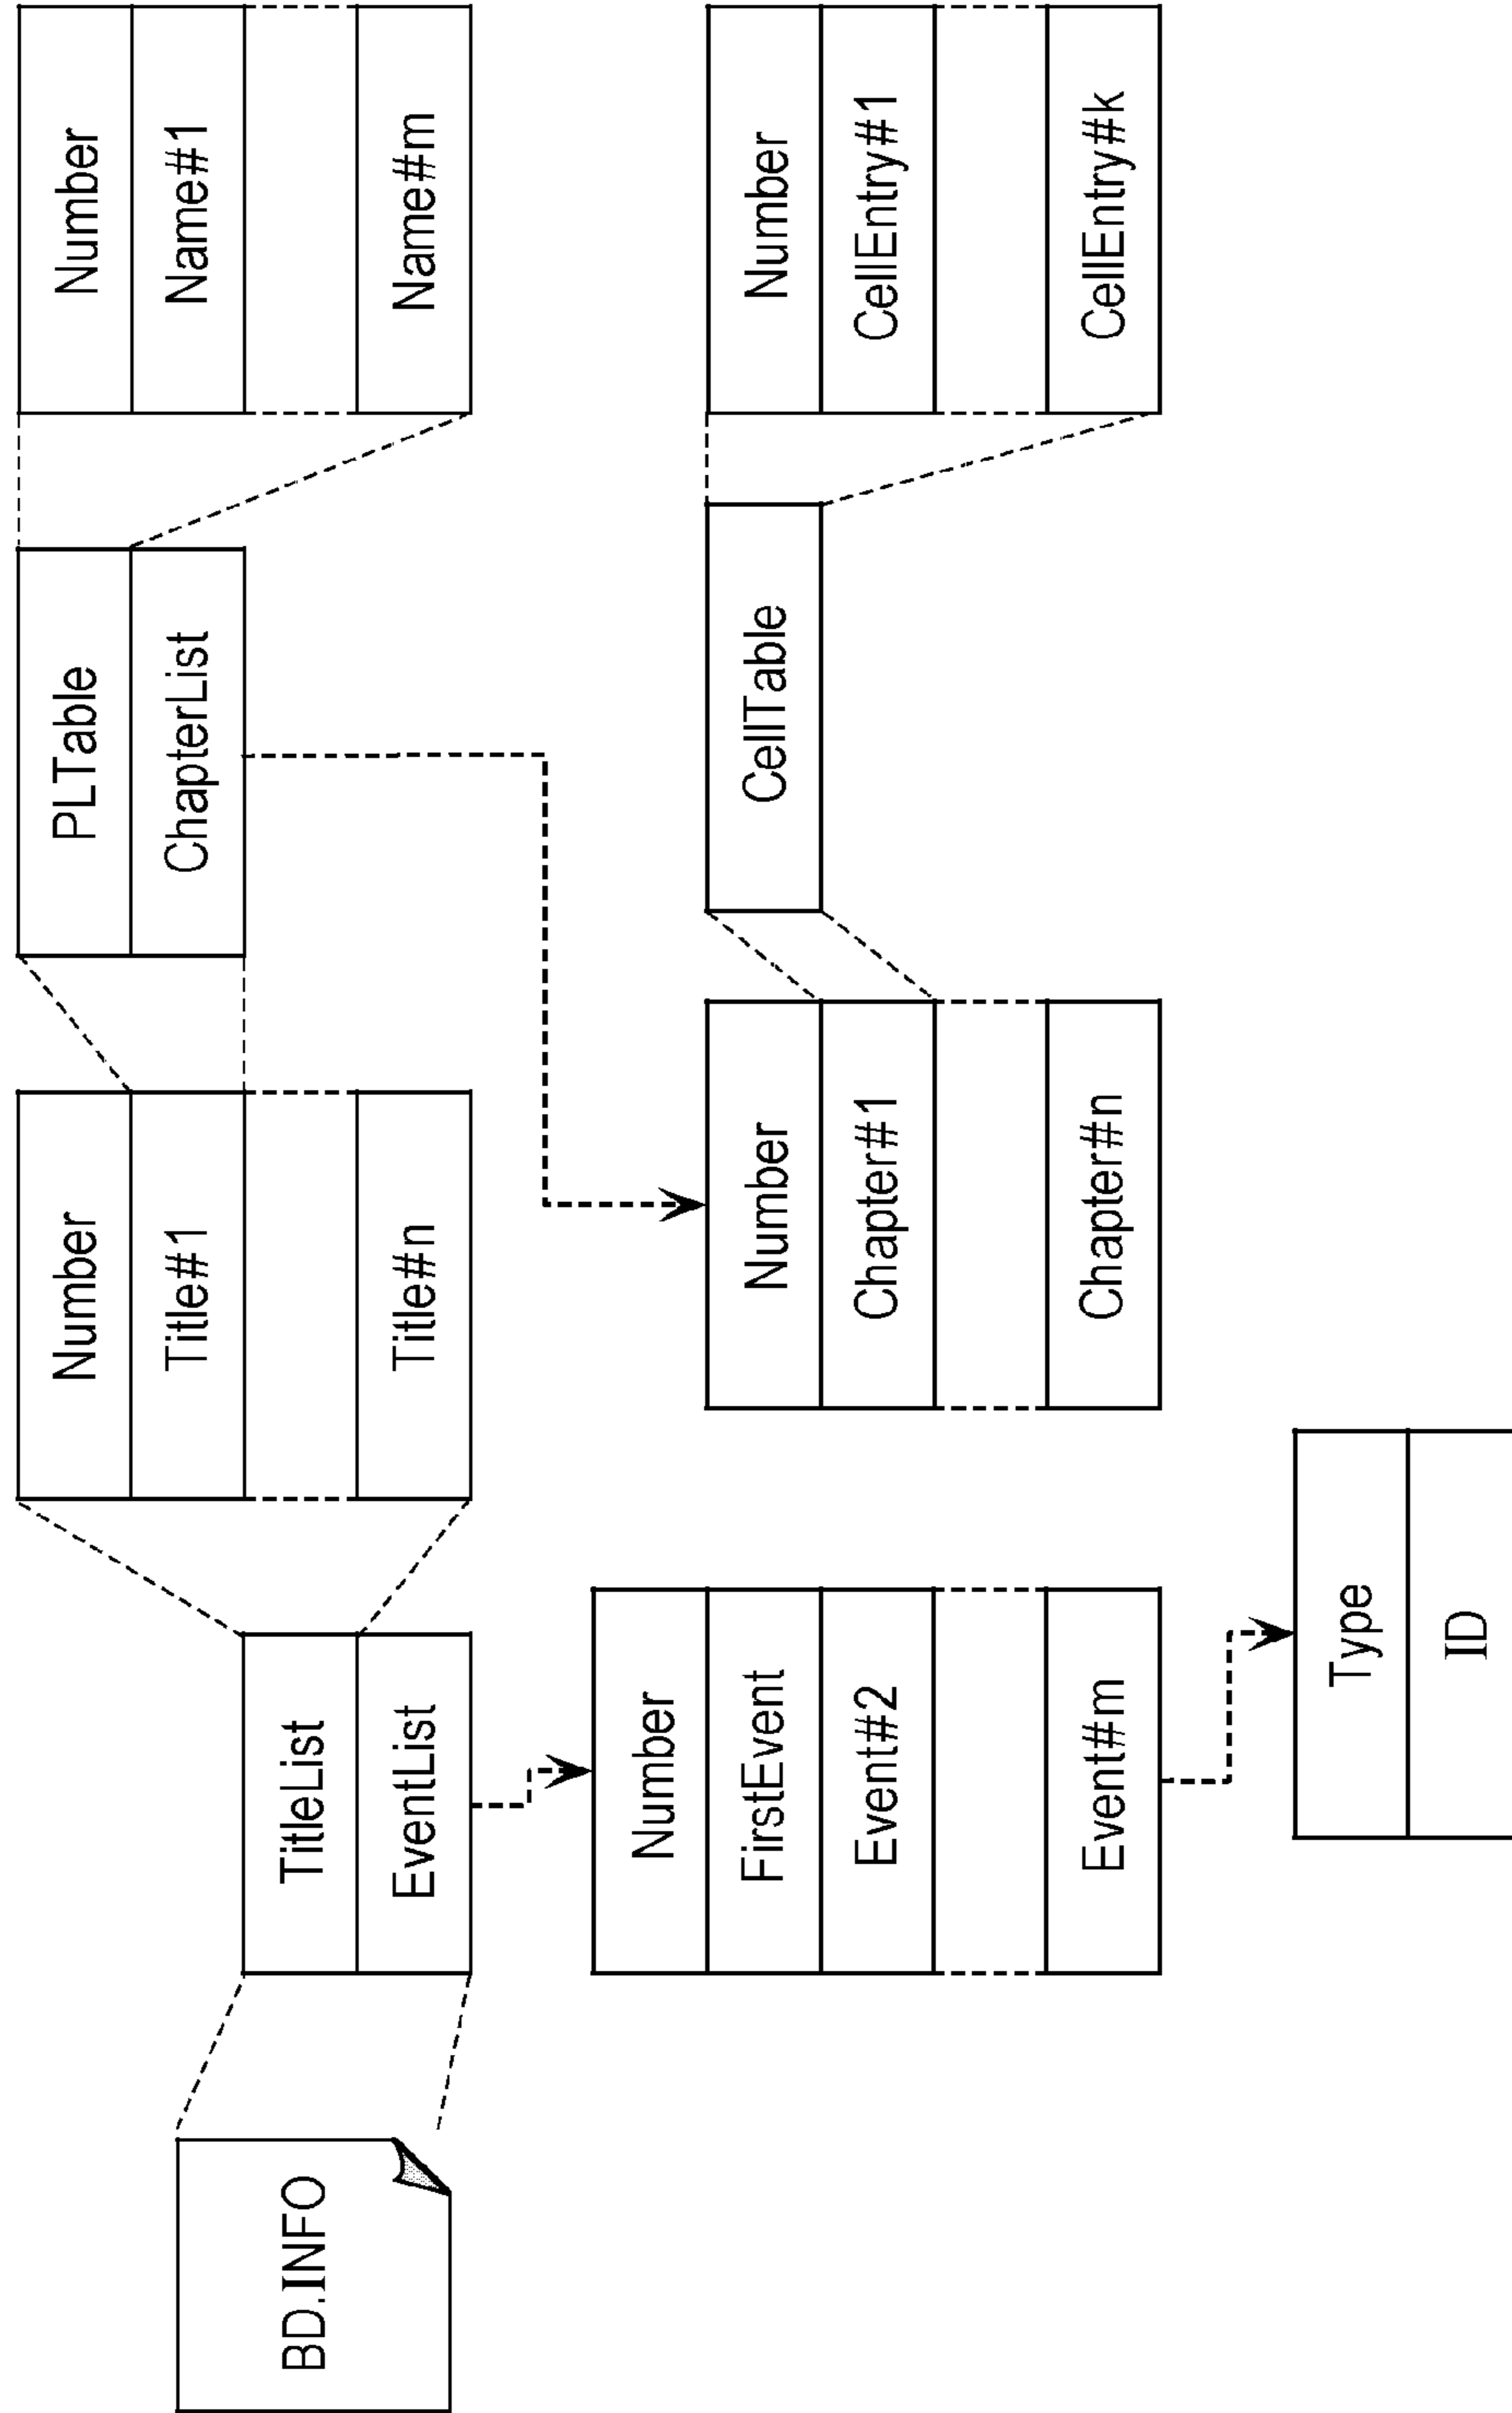 BD.INFO
TitleList
EventList
Number
Title#1
Title#n
PLTable
ChapterList
Number
Name#1
Name#m
Number
FirstEvent
Event#2
Event#m
Type
ID
Number
Chapter#1
Chapter#n
CellTable
Number
CellEntry#1
CellEntry#k